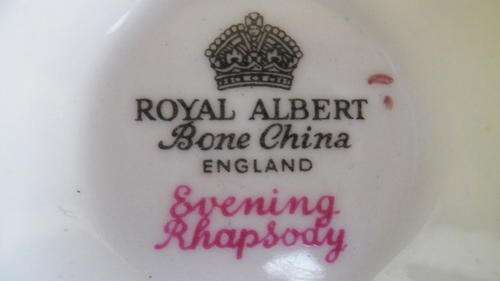 ROYAL ALBERT
Bone China
ENGLAND
Evening
Rhapsody